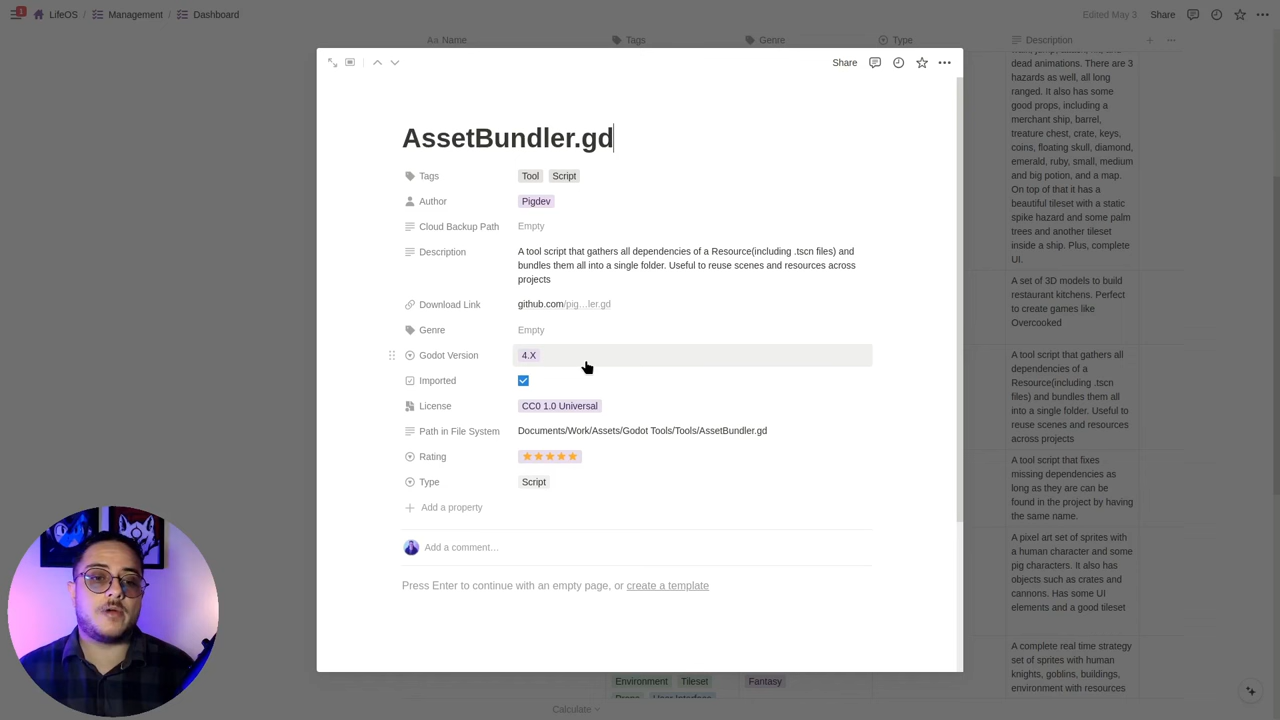 1
LifeOS / Management / Dashboard
Edited May 3
Share
Aa Name
Tags
Genre
Type
Description
Share
AssetBundler.gd
Tags
Tool Script
Author
Pigdev
Cloud Backup Path
Empty
Description
A tool script that gathers all dependencies of a Resource(including .tscn files) and
bundles them all into a single folder. Useful to reuse scenes and resources across
projects
Download Link
github.com/pig…ler.gd
Genre
Empty
Godot Version
4.X
Imported
License
CC0 1.0 Universal
Path in File System
Documents/Work/Assets/Godot Tools/Tools/AssetBundler.gd
Rating
Type
Script
Add a property
Add a comment…
Press Enter to continue with an empty page, or create a template
dead animations. There are 3
hazards as well, all long
ranged. It also has some
good props, including a
merchant ship, barrel,
treature chest, crate, keys,
coins, floating skull, diamond,
emerald, ruby, small, medium
and big potion, and a map.
On top of that it has a
beautiful tileset with a static
spike hazard and some palm
trees and another tileset
inside a ship. Plus, complete
UI.
A set of 3D models to build
restaurant kitchens. Perfect
to create games like
Overcooked
A tool script that gathers all
dependencies of a
Resource(including .tscn
files) and bundles them all
into a single folder. Useful to
reuse scenes and resources
across projects
A tool script that fixes
missing dependencies as
long as they are can be
found in the project by having
the same name.
A pixel art set of sprites with
a human character and some
pig characters. It also has
objects such as crates and
cannons. Has some UI
elements and a good tileset
A complete real time strategy
set of sprites with human
knights, goblins, buildings,
environment with resources
Environment Tileset
Fantasy
Props User Interface
Calculate